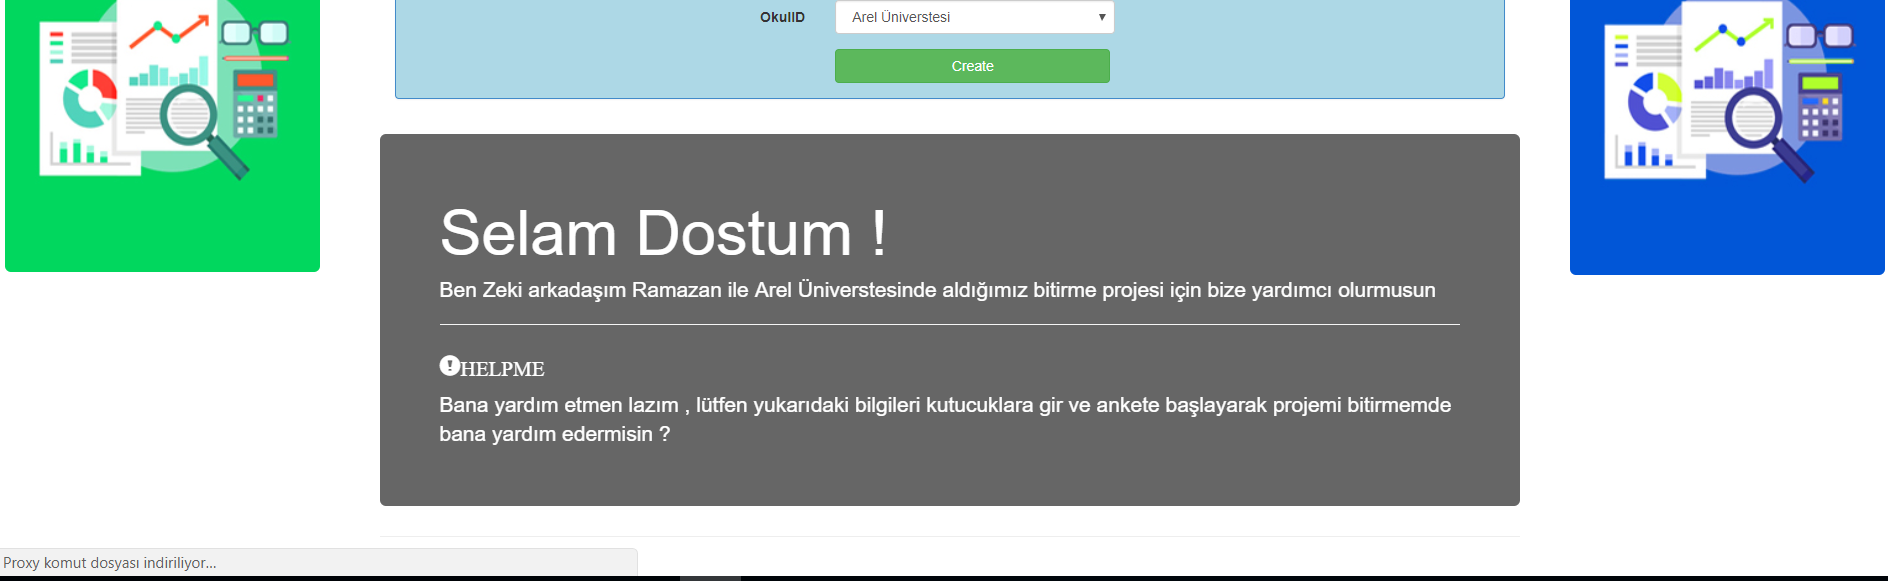 OkulID
Arel Üniverstesi
Create
Selam Dostum !
Ben Zeki arkadaşım Ramazan ile Arel Üniverstesinde aldığımız bitirme projesi için bize yardımcı olurmusun
HELPME
Bana yardım etmen lazım , lütfen yukarıdaki bilgileri kutucuklara gir ve ankete başlayarak projemi bitirmemde
bana yardım edermisin ?
Proxy komut dosyası indiriliyor...